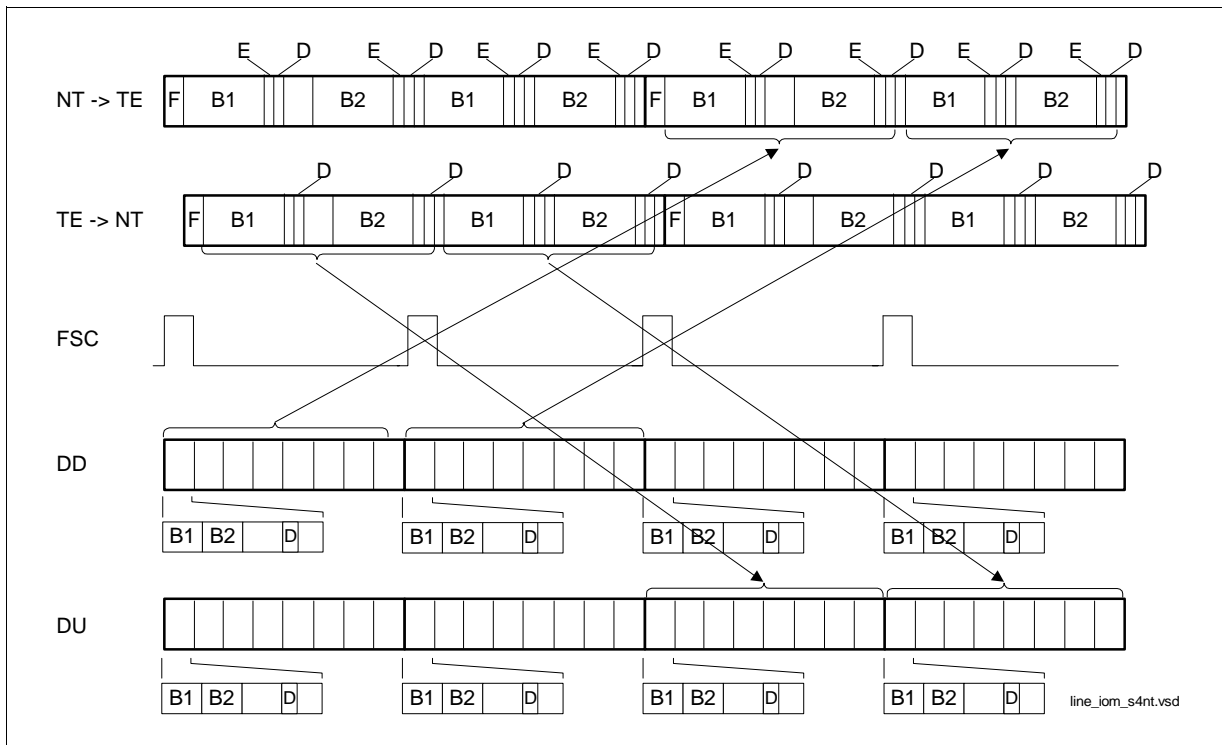 E D E D E D E D E D E D E D E D
NT -> TE F B1 B2 B1 B2 F B1 B2 B1 B2
D D D D D D D D
TE -> NT F B1 B2 B1 B2 F B1 B2 B1 B2
FSC
DD
B1 B2 D B1 B2 D B1 B2 D B1 B2 D
DU
B1 B2 D B1 B2 D B1 B2 D B1 B2 D
line_iom_s4nt.vsd